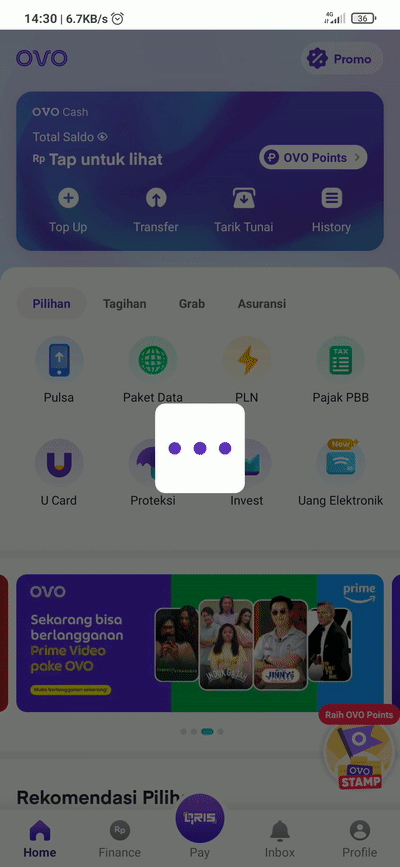 14:30 | 6.7KB/s
4G
36
OVO
Promo
OVO Cash
Total Saldo
Rp Tap untuk lihat
OVO Points
Top Up
Transfer
Tarik Tunai
History
Pilihan
Tagihan
Grab
Asuransi
TAX
Pulsa
Paket Data
PLN
Pajak PBB
New
U Card
Proteksi
Invest
Uang Elektronik
OVO
prime
Sekarang bisa
berlangganan
Prime Video
pake OVO
Mulai berlangganan sekarang!
JINNY'S
Raih OVO Points
OVO
STAMP
Rekomendasi Pilih
Rp
QRIS
Home
Finance
Pay
Inbox
Profile